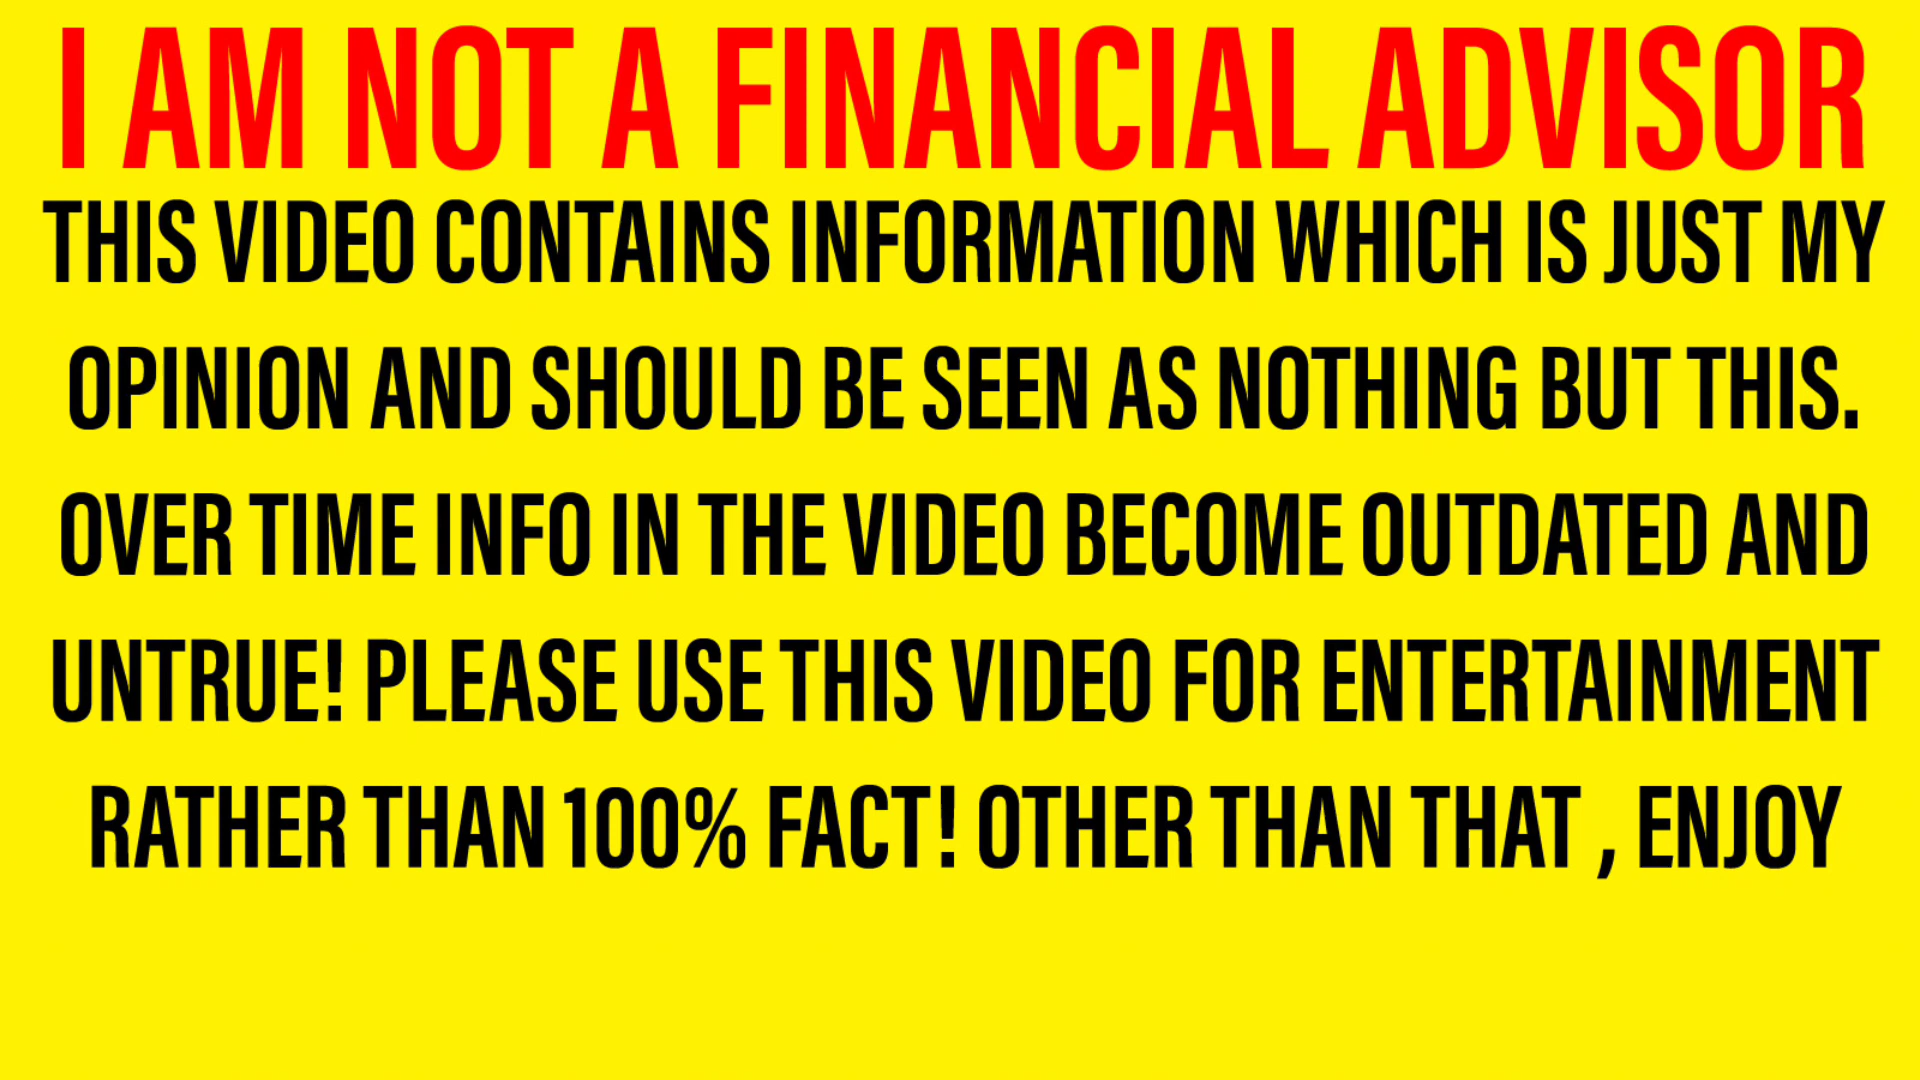 I AM NOT A FINANCIAL ADVISOR
THIS VIDEO CONTAINS INFORMATION WHICH IS JUST MY
OPINION AND SHOULD BE SEEN AS NOTHING BUT THIS.
OVER TIME INFO IN THE VIDEO BECOME OUTDATED AND
UNTRUE! PLEASE USE THIS VIDEO FOR ENTERTAINMENT
RATHER THAN 100% FACT! OTHER THAN THAT , ENJOY